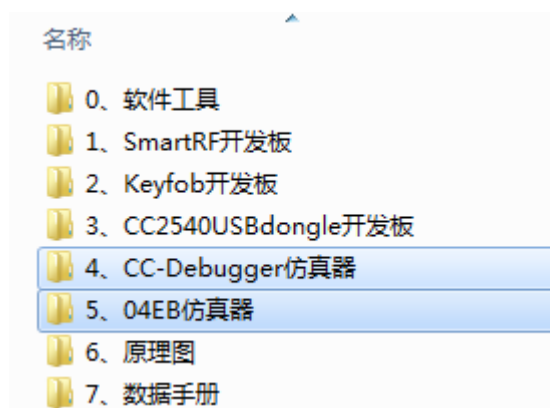 名称
0、软件工具
1、SmartRF开发板
2、Keyfob开发板
3、CC2540USBdongle开发板
4、CC-Debugger仿真器
5、04EB仿真器
6、原理图
7、数据手册